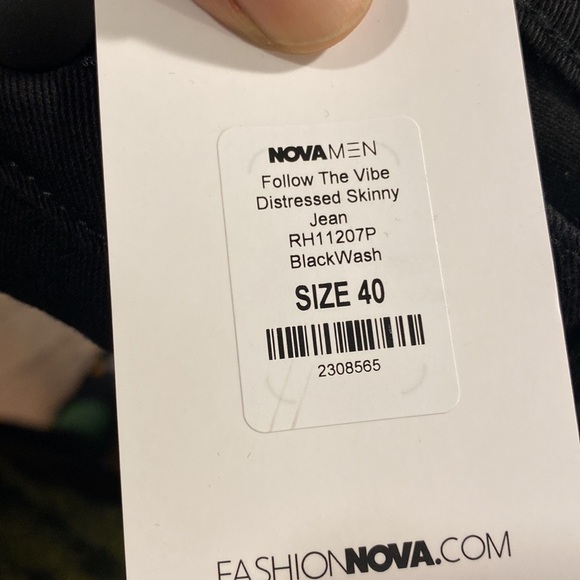 NOVAMEN
Follow The Vibe
Distressed Skinny
Jean
RH11207P
BlackWash
SIZE 40
2308565
FASHIONNOVA.COM